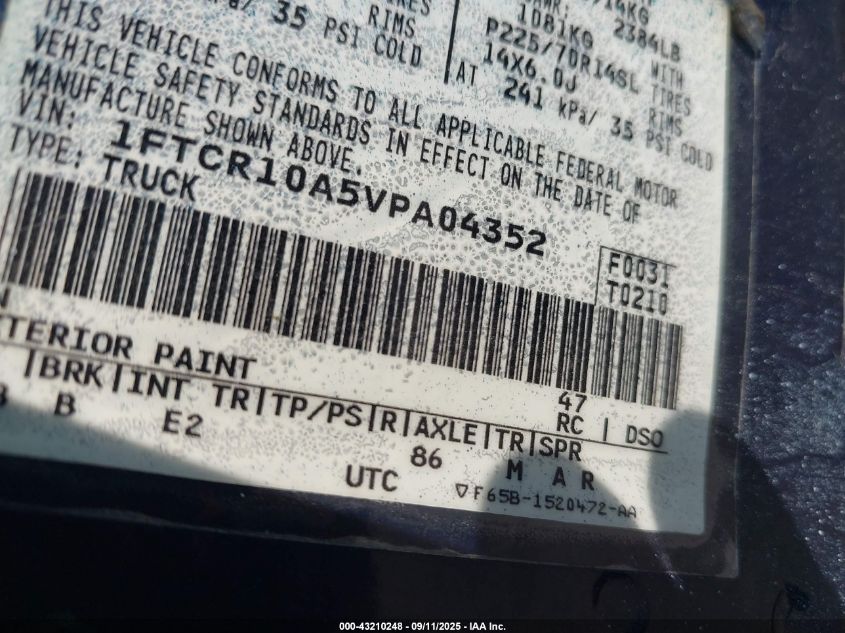 /14KG
1081KG 2384LB
P225/70R14SL WITH
RIMS 14X6.0J TIRES
35 PSI COLD AT 241 kPa/ 35 PSI COLD RIMS
THIS VEHICLE CONFORMS TO ALL APPLICABLE FEDERAL MOTOR
VEHICLE SAFETY STANDARDS IN EFFECT ON THE DATE OF
MANUFACTURE SHOWN ABOVE.
VIN: 1FTCR10A5VPA04352
TYPE: TRUCK
F0031
T0210
TERIOR PAINT 47 RC DSO
BRK INT TR TP/PS R AXLE TR SPR
B E2 86 M A R
UTC ▽F65B-1520472-AA
000-43210248 - 09/11/2025 - IAA Inc.